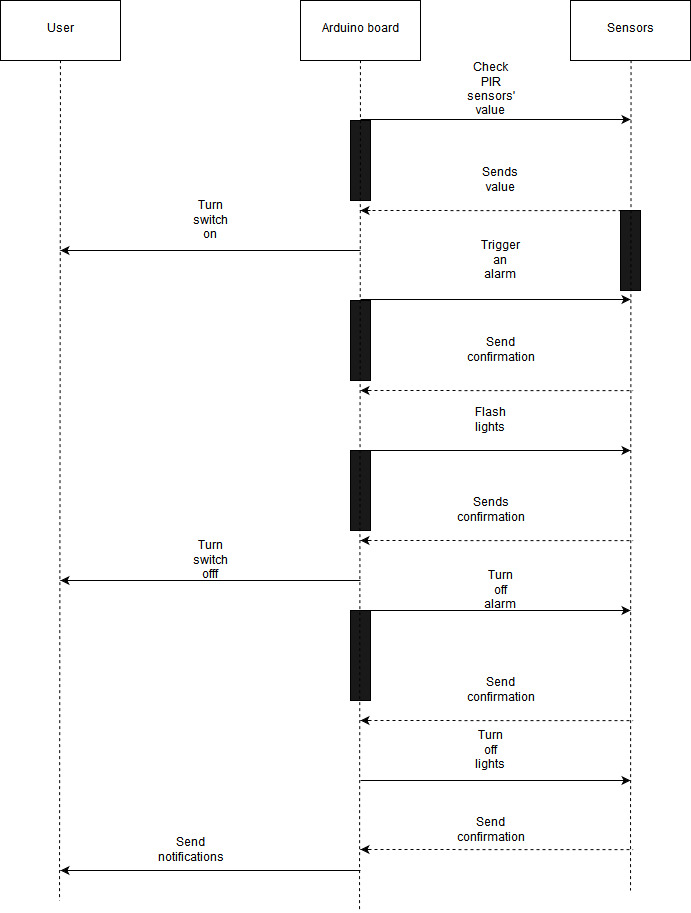 User
Arduino board
Sensors
Check
PIR
sensors'
value
Sends
value
Turn
switch
on
Trigger
an
alarm
Send
confirmation
Flash
lights
Sends
confirmation
Turn
switch
offf
Turn
off
alarm
Send
confirmation
Turn
off
lights
Send
confirmation
Send
notifications